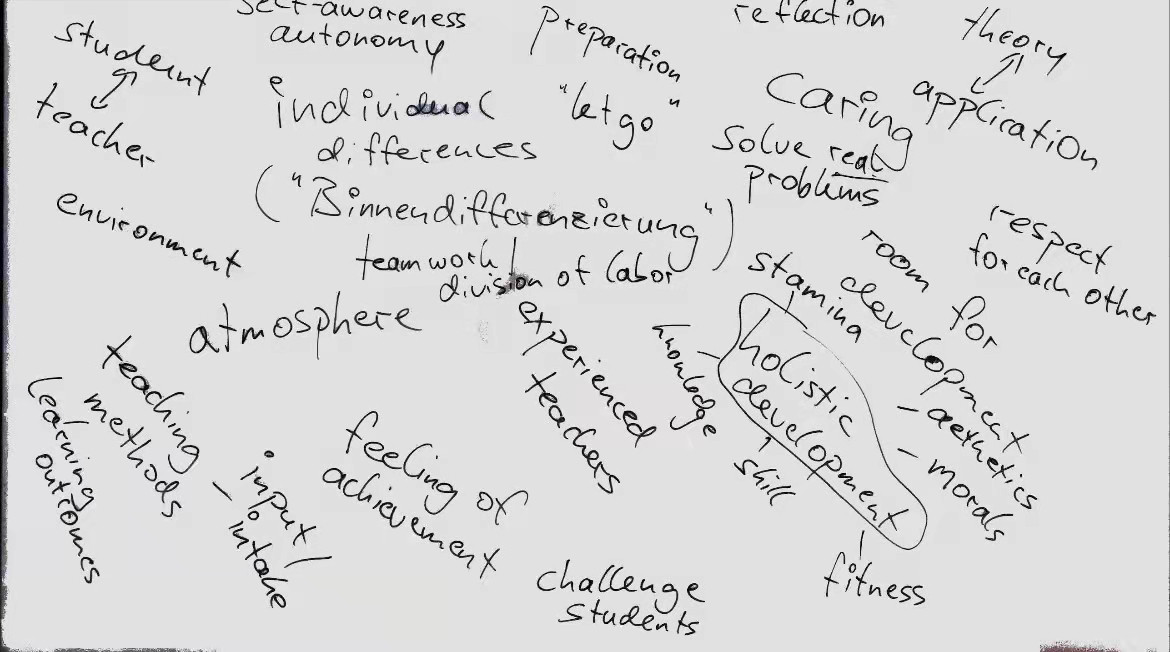 self-awareness
autonomy
preparation
reflection
theory
application
student
teacher
individual
differences
"let go"
Caring
solve real
problems
("Binnendifferenzierung")
environment
teamwork/
division of labor
respect
for each other
room for
development
- aesthetics
- morals
stamina
holistic
development
knowledge
skill
fitness
atmosphere
experienced
teachers
teaching
methods
learning
outcomes
- input/
intake
feeling of
achievement
challenge
students